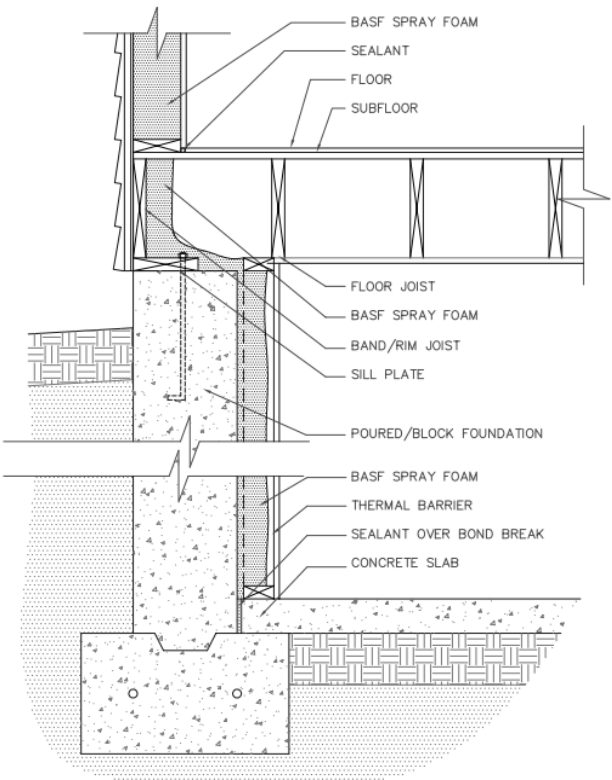 BASF SPRAY FOAM
SEALANT
FLOOR
SUBFLOOR
FLOOR JOIST
BASF SPRAY FOAM
BAND/RIM JOIST
SILL PLATE
POURED/BLOCK FOUNDATION
BASF SPRAY FOAM
THERMAL BARRIER
SEALANT OVER BOND BREAK
CONCRETE SLAB